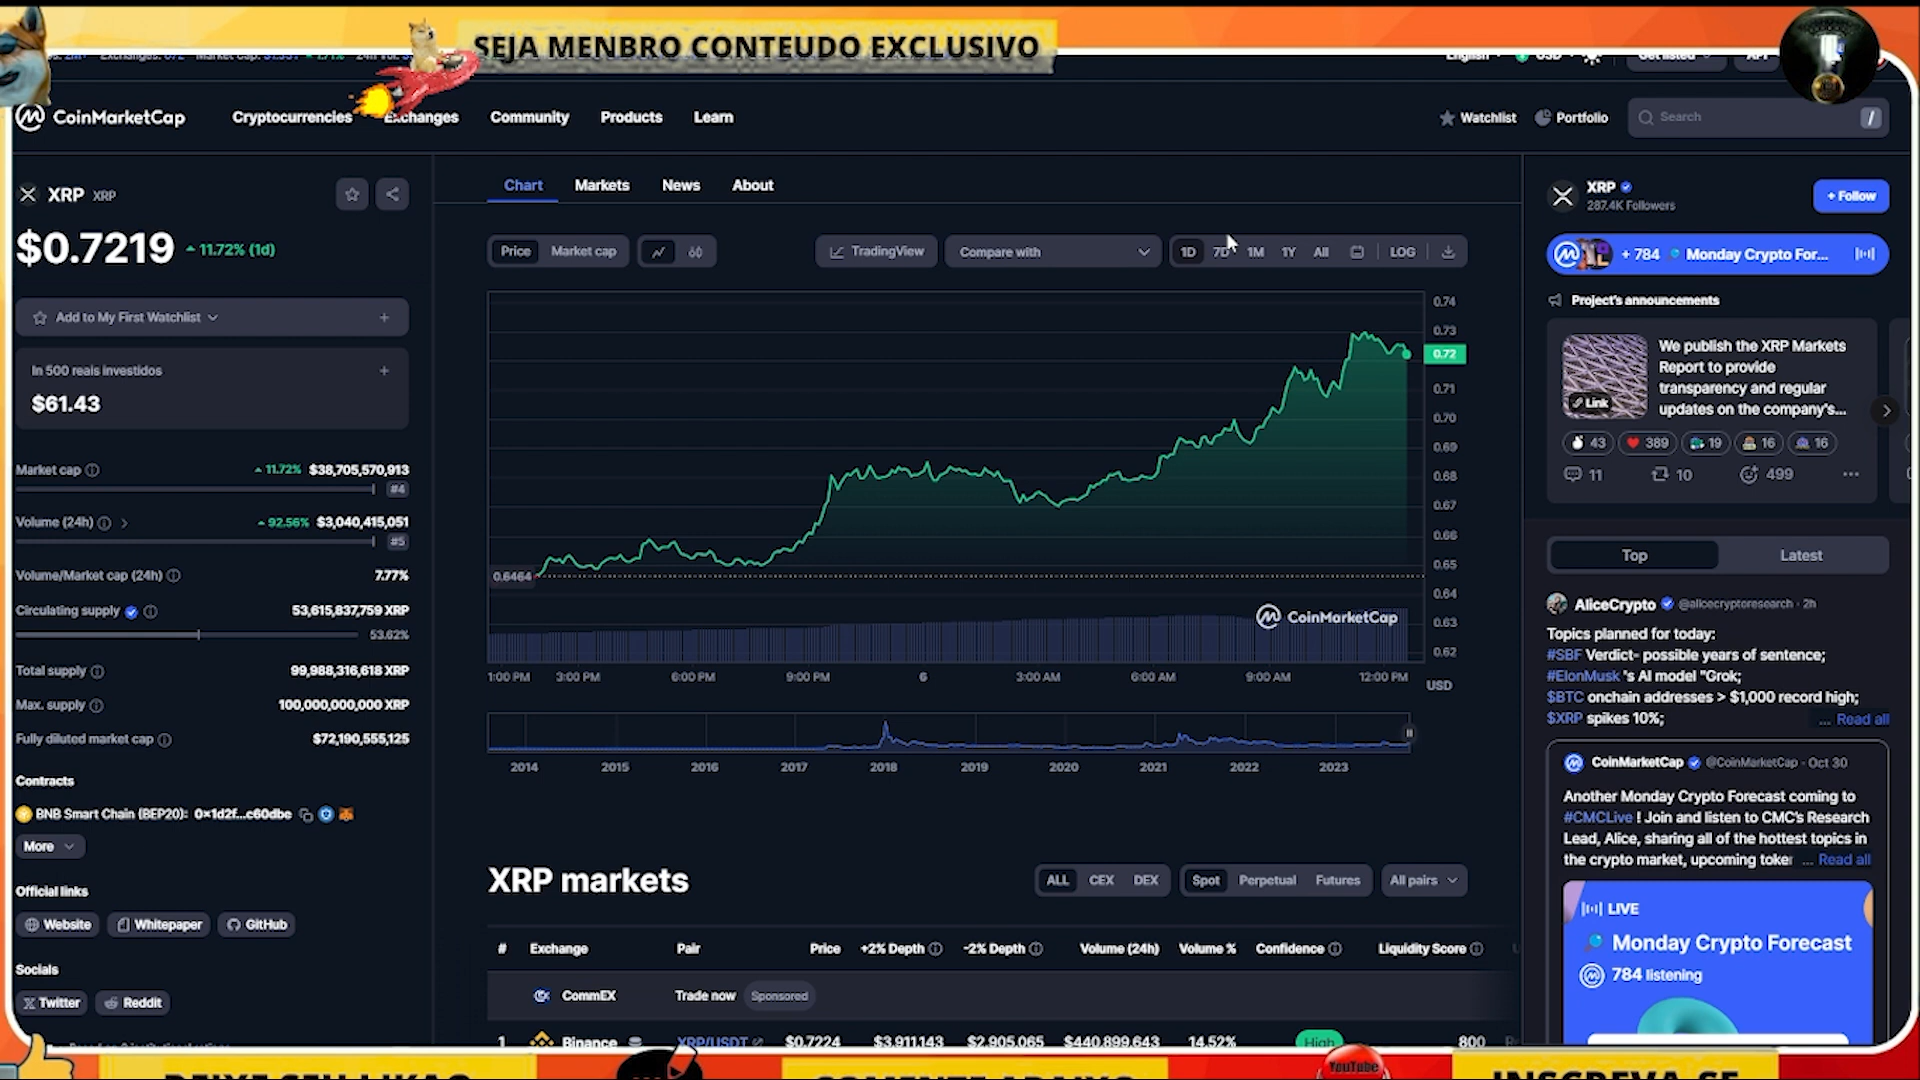 SEJA MENBRO CONTEUDO EXCLUSIVO
English
USD
Get listed
API
CoinMarketCap
Cryptocurrencies
Exchanges
Community
Products
Learn
Watchlist
Portfolio
Search
/
XRP XRP
$0.7219 11.72% (1d)
Add to My First Watchlist
+
In 500 reais investidos
+
$61.43
Market cap 11.72% $38,705,570,913
#4
Volume (24h) 92.56% $3,040,415,051
#5
Volume/Market cap (24h) 7.77%
Circulating supply 53,615,837,759 XRP
53.62%
Total supply 99,988,316,618 XRP
Max. supply 100,000,000,000 XRP
Fully diluted market cap $72,190,555,125
Contracts
BNB Smart Chain (BEP20): 0x1d2f...c60dbe
More
Official links
Website Whitepaper GitHub
Socials
Twitter Reddit
Chart Markets News About
Price Market cap
TradingView
Compare with
1D 7D 1M 1Y All LOG
0.74
0.73
0.72
0.71
0.70
0.69
0.68
0.67
0.66
0.65
0.64
0.63
0.62
0.6464
CoinMarketCap
1:00 PM 3:00 PM 6:00 PM 9:00 PM 6 3:00 AM 6:00 AM 9:00 AM 12:00 PM USD
2014 2015 2016 2017 2018 2019 2020 2021 2022 2023
XRP markets
ALL CEX DEX
Spot Perpetual Futures
All pairs
# Exchange Pair Price +2% Depth -2% Depth Volume (24h) Volume % Confidence Liquidity Score
CommEX Trade now Sponsored
1 Binance XRP/USDT $0.7224 $3,911,143 $2,905,065 $440,899,643 14.52% High 800
XRP
287.4K Followers
+ Follow
+ 784 Monday Crypto For...
Project's announcements
We publish the XRP Markets
Report to provide
transparency and regular
updates on the company's...
Link
43 389 19 16 16
11 10 499 ...
Top Latest
AliceCrypto @alicecryptoresearch · 2h
Topics planned for today:
#SBF Verdict- possible years of sentence;
#ElonMusk 's AI model "Grok;
$BTC onchain addresses > $1,000 record high;
$XRP spikes 10%; ... Read all
CoinMarketCap @CoinMarketCap · Oct 30
Another Monday Crypto Forecast coming to
#CMCLive ! Join and listen to CMC's Research
Lead, Alice, sharing all of the hottest topics in
the crypto market, upcoming token ... Read all
LIVE
Monday Crypto Forecast
784 listening
DEIXE SEU LIKAO
COMENTE ABAIXO
YouTube
INSCREVA-SE